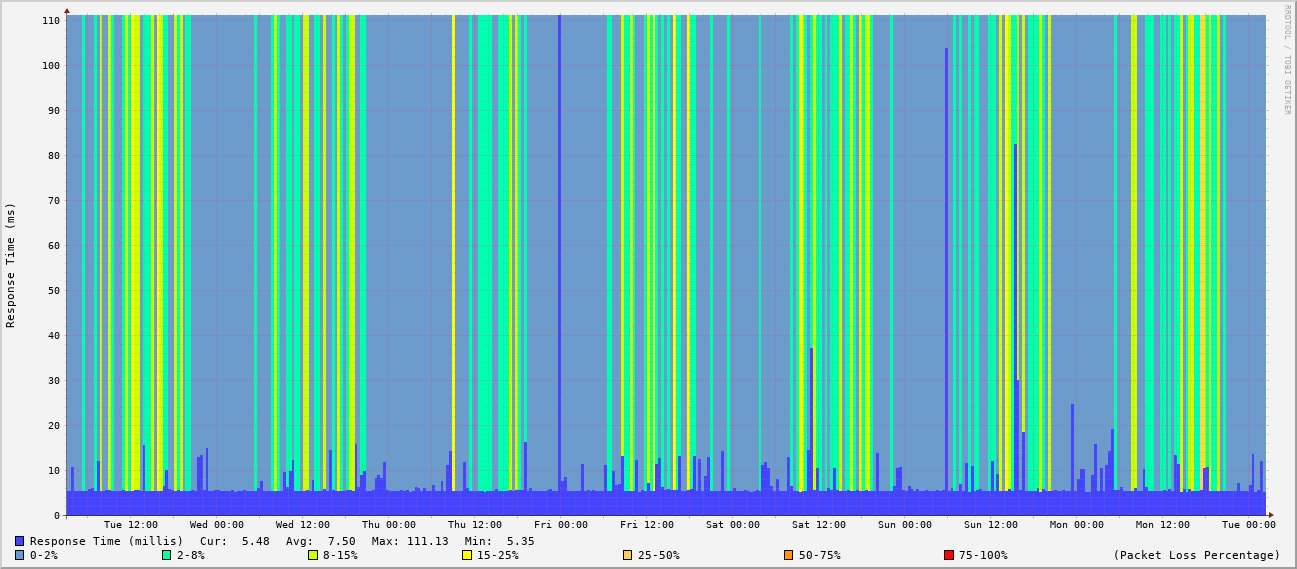 RRDTOOL / TOBI OETIKER
Response Time (ms)
110
100
90
80
70
60
50
40
30
20
10
0
Tue 12:00 Wed 00:00 Wed 12:00 Thu 00:00 Thu 12:00 Fri 00:00 Fri 12:00 Sat 00:00 Sat 12:00 Sun 00:00 Sun 12:00 Mon 00:00 Mon 12:00 Tue 00:00
Response Time (millis) Cur: 5.48 Avg: 7.50 Max: 111.13 Min: 5.35
0-2% 2-8% 8-15% 15-25% 25-50% 50-75% 75-100% (Packet Loss Percentage)